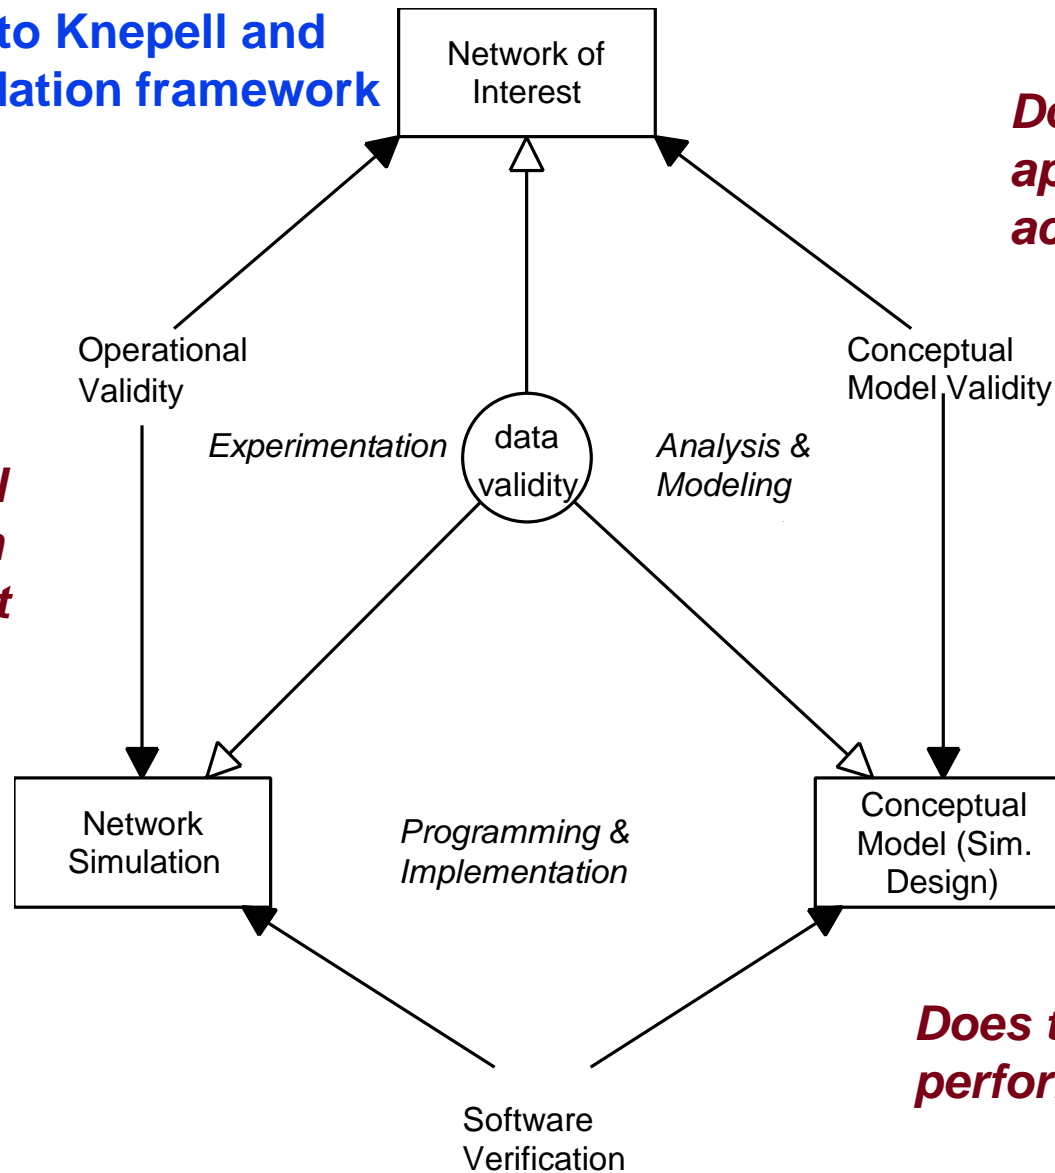 to Knepell and
lation framework
Network of
Interest
Operational
Validity
Conceptual
Model Validity
Experimentation
data
validity
Analysis &
Modeling
Network
Simulation
Programming &
Implementation
Conceptual
Model (Sim.
Design)
Does
perfor
Software
Verification